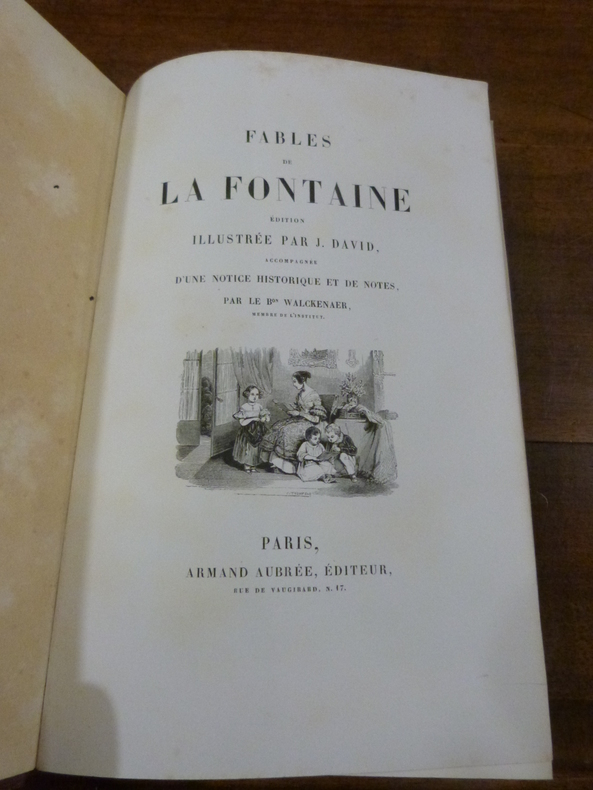 FABLES
DE
LA FONTAINE
ÉDITION
ILLUSTRÉE PAR J. DAVID,
ACCOMPAGNÉE
D'UNE NOTICE HISTORIQUE ET DE NOTES,
PAR LE Bon WALCKENAER,
MEMBRE DE L'INSTITUT.
PARIS,
ARMAND AUBRÉE, ÉDITEUR,
RUE DE VAUGIRARD, N. 17.